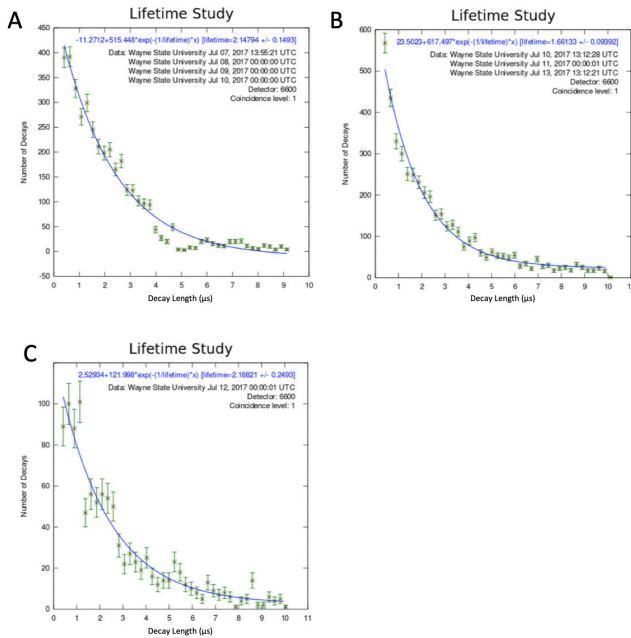 A
Lifetime Study
-11.2712+515.448*exp(-(1/lifetime)*x) [lifetime=2.14794 +/- 0.1493]
Data: Wayne State University Jul 07, 2017 13:55:21 UTC
Wayne State University Jul 08, 2017 00:00:00 UTC
Wayne State University Jul 09, 2017 00:00:00 UTC
Wayne State University Jul 10, 2017 00:00:00 UTC
Detector: 6600
Coincidence level: 1
Number of Decays
450
400
350
300
250
200
150
100
50
0
-50
0 1 2 3 4 5 6 7 8 9 10
Decay Length (μs)
B
Lifetime Study
23.5023+617.497*exp(-(1/lifetime)*x) [lifetime=1.66133 +/- 0.09392]
Data: Wayne State University Jul 10, 2017 13:12:28 UTC
Wayne State University Jul 11, 2017 00:00:01 UTC
Wayne State University Jul 13, 2017 13:12:21 UTC
Detector: 6600
Coincidence level: 1
Number of Decays
600
500
400
300
200
100
0
0 1 2 3 4 5 6 7 8 9 10 11
Decay Length (μs)
C
Lifetime Study
2.52934+121.998*exp(-(1/lifetime)*x) [lifetime=2.18821 +/- 0.2493]
Data: Wayne State University Jul 12, 2017 00:00:01 UTC
Detector: 6600
Coincidence level: 1
Number of Decays
100
80
60
40
20
0
0 1 2 3 4 5 6 7 8 9 10 11
Decay Length (μs)